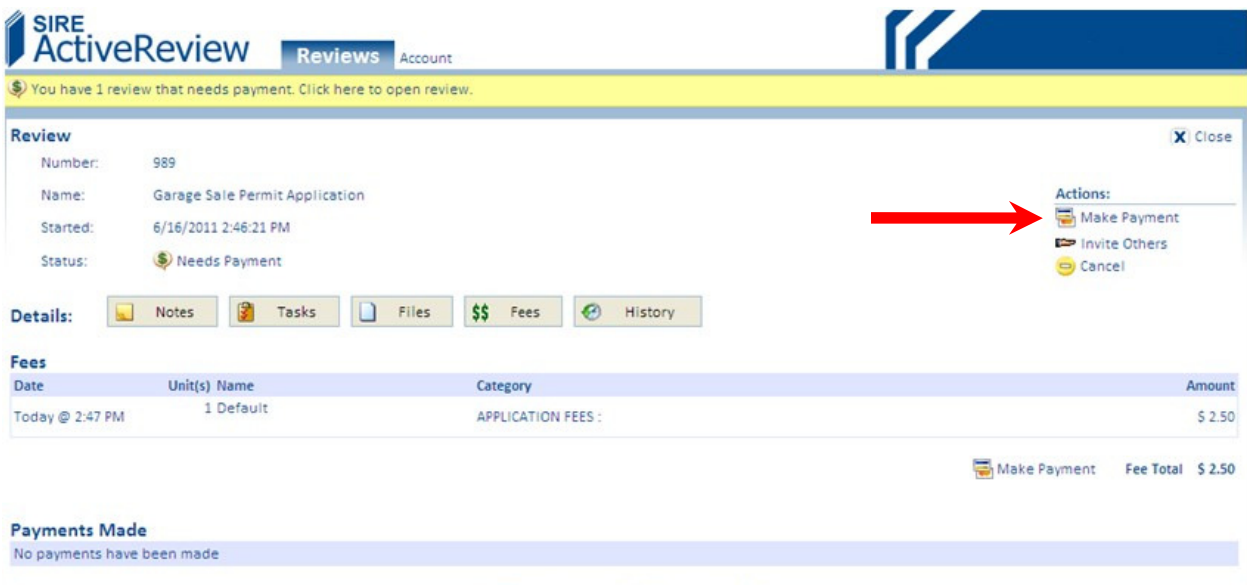 SIRE
ActiveReview
Reviews Account
You have 1 review that needs payment. Click here to open review.
Review
Close
Number: 989
Name: Garage Sale Permit Application
Actions:
Make Payment
Started: 6/16/2011 2:46:21 PM
Invite Others
Status: Needs Payment
Cancel
Details: Notes Tasks Files $$ Fees History
Fees
Date Unit(s) Name Category Amount
Today @ 2:47 PM 1 Default APPLICATION FEES : $ 2.50
Make Payment Fee Total $ 2.50
Payments Made
No payments have been made